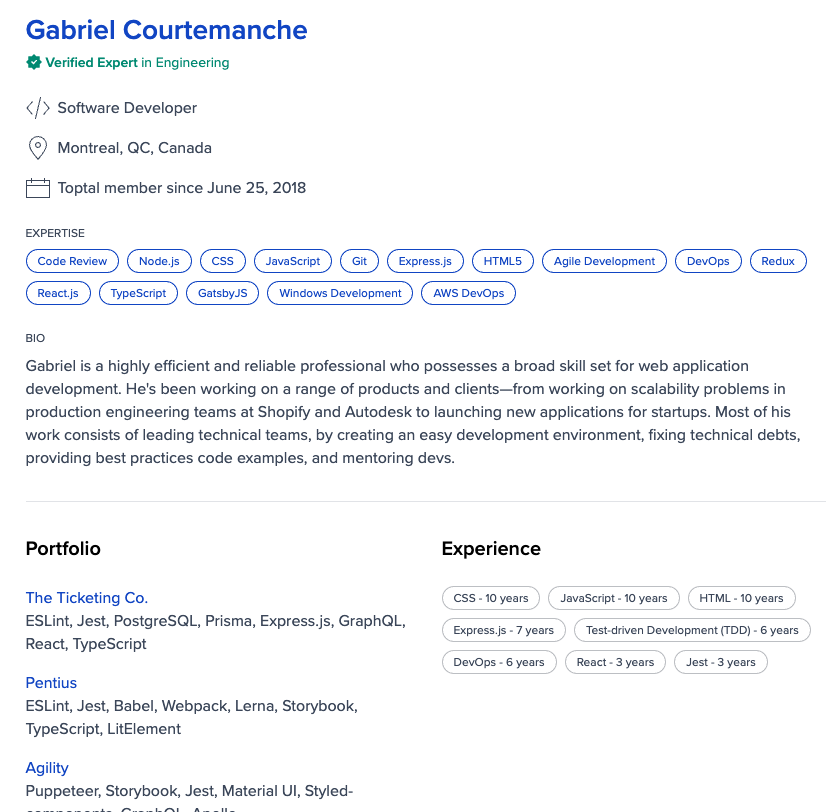 Gabriel Courtemanche
Verified Expert in Engineering
</> Software Developer
Montreal, QC, Canada
Toptal member since June 25, 2018
EXPERTISE
Code Review Node.js CSS JavaScript Git Express.js HTML5 Agile Development DevOps Redux
React.js TypeScript GatsbyJS Windows Development AWS DevOps
BIO
Gabriel is a highly efficient and reliable professional who possesses a broad skill set for web application
development. He's been working on a range of products and clients—from working on scalability problems in
production engineering teams at Shopify and Autodesk to launching new applications for startups. Most of his
work consists of leading technical teams, by creating an easy development environment, fixing technical debts,
providing best practices code examples, and mentoring devs.
Portfolio
The Ticketing Co.
ESLint, Jest, PostgreSQL, Prisma, Express.js, GraphQL,
React, TypeScript
Pentius
ESLint, Jest, Babel, Webpack, Lerna, Storybook,
TypeScript, LitElement
Agility
Puppeteer, Storybook, Jest, Material UI, Styled-
components, GraphQL, Apollo
Experience
CSS - 10 years JavaScript - 10 years HTML - 10 years
Express.js - 7 years Test-driven Development (TDD) - 6 years
DevOps - 6 years React - 3 years Jest - 3 years